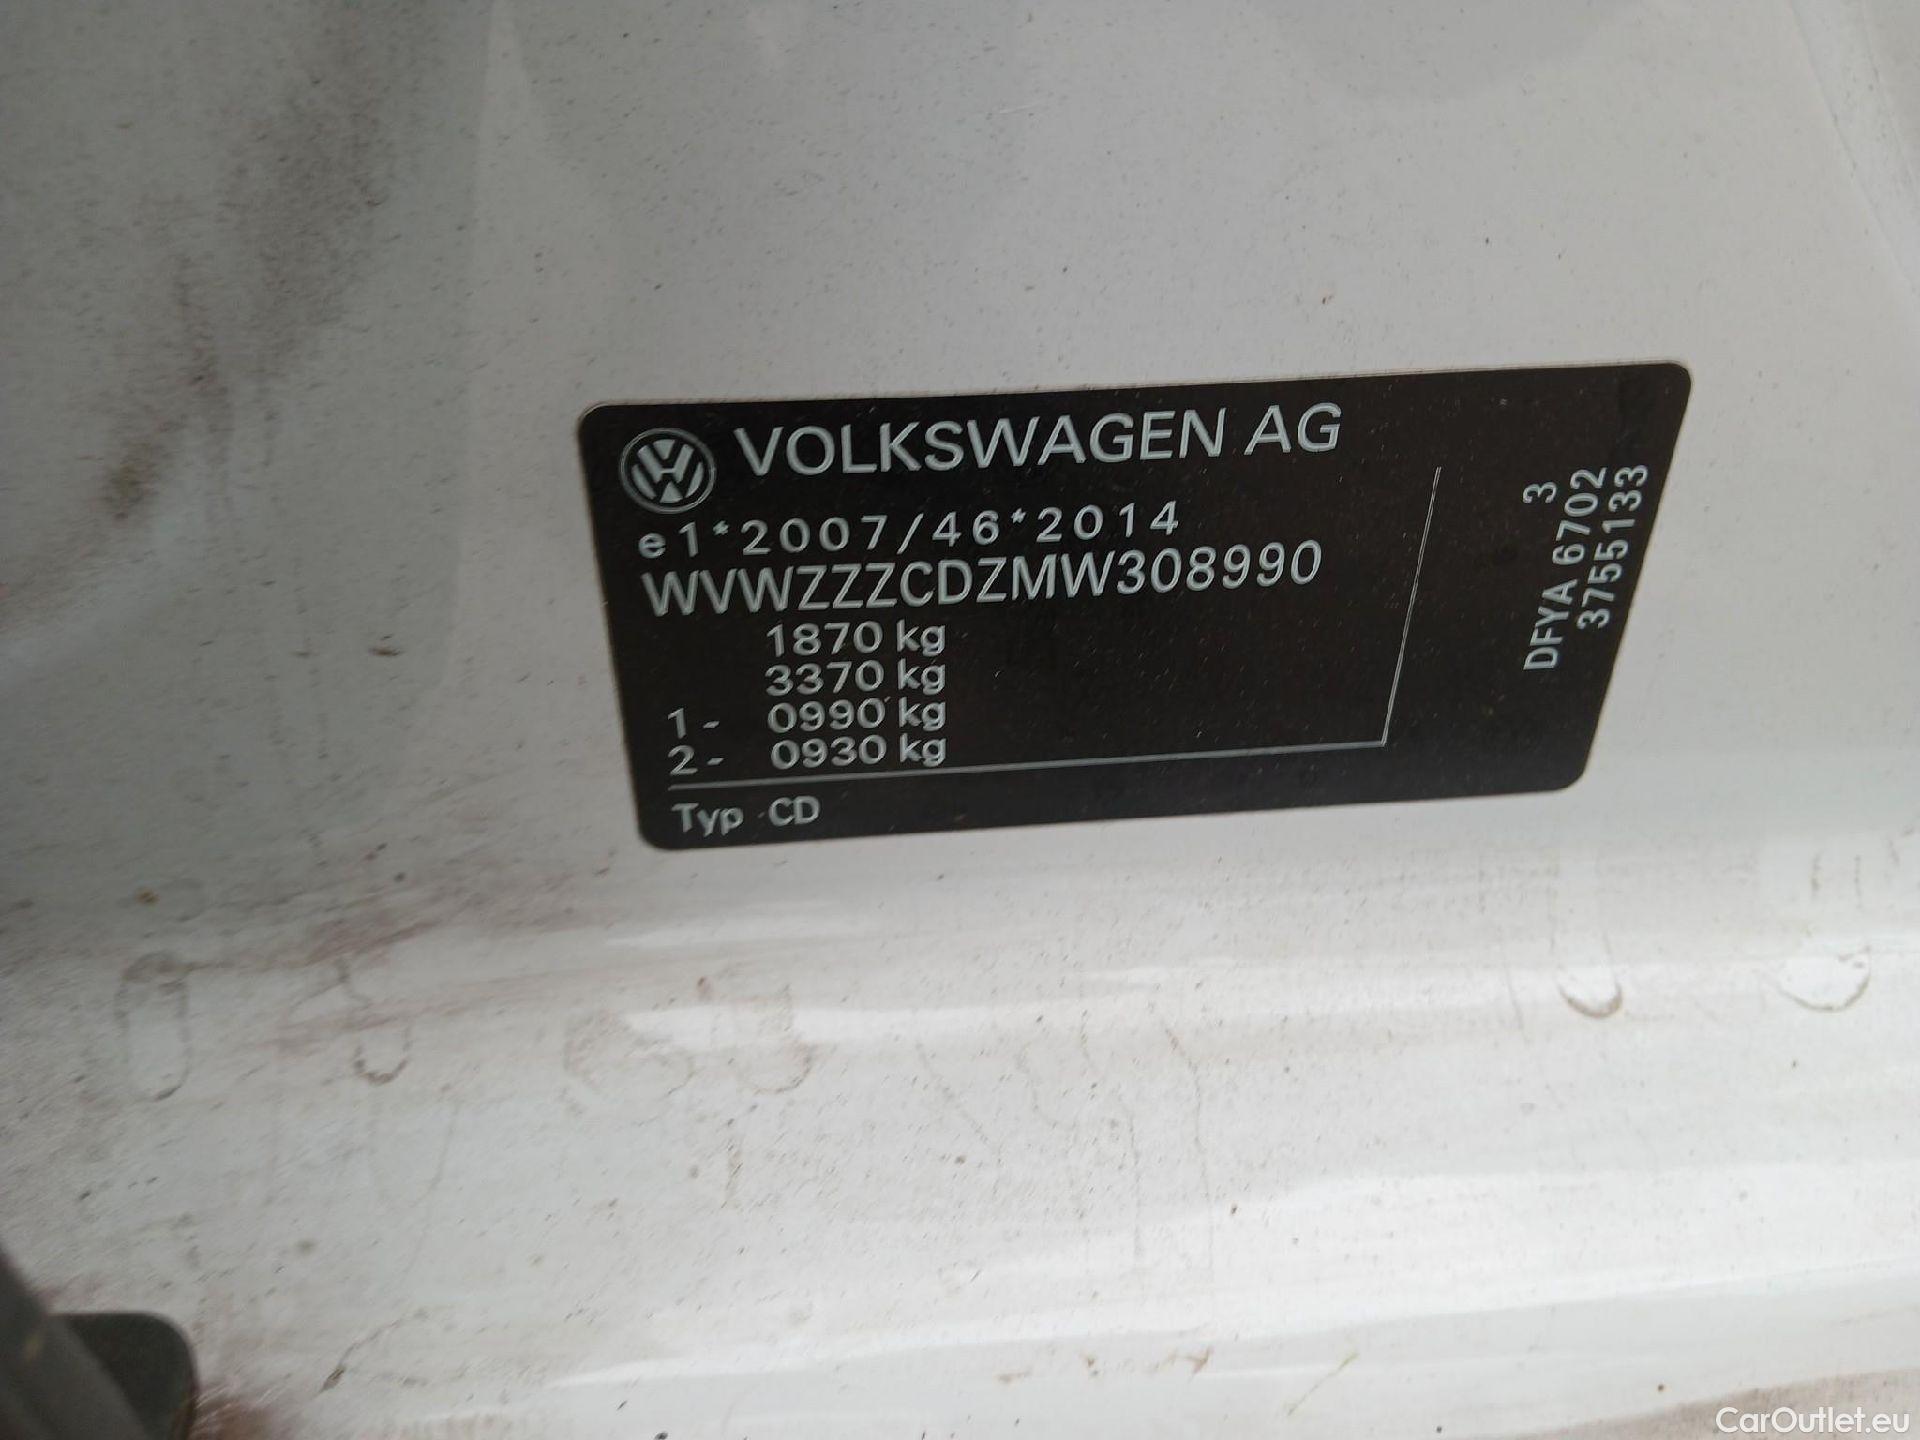 VOLKSWAGEN AG
e1*2007/46*2014
WVWZZZCDZMW308990
1870 kg
3370 kg
1- 0990 kg
2- 0930 kg
Typ CD
3
DFYA 6702
3755133
CarOutlet.eu